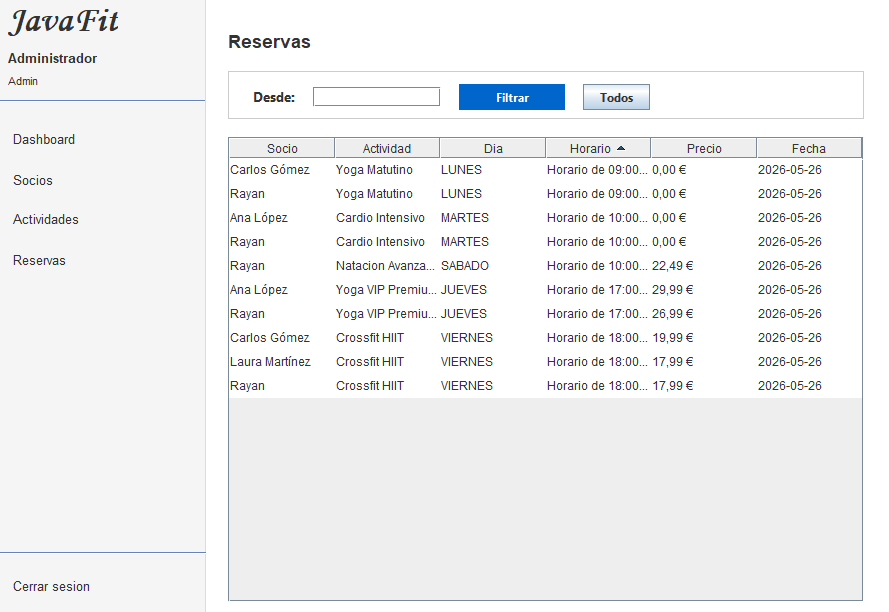 JavaFit
Administrador
Admin
Dashboard
Socios
Actividades
Reservas
Cerrar sesion
Reservas
Desde: Filtrar Todos
Socio Actividad Dia Horario Precio Fecha
Carlos Gómez Yoga Matutino LUNES Horario de 09:00... 0,00 € 2026-05-26
Rayan Yoga Matutino LUNES Horario de 09:00... 0,00 € 2026-05-26
Ana López Cardio Intensivo MARTES Horario de 10:00... 0,00 € 2026-05-26
Rayan Cardio Intensivo MARTES Horario de 10:00... 0,00 € 2026-05-26
Rayan Natacion Avanza... SABADO Horario de 10:00... 22,49 € 2026-05-26
Ana López Yoga VIP Premiu... JUEVES Horario de 17:00... 29,99 € 2026-05-26
Rayan Yoga VIP Premiu... JUEVES Horario de 17:00... 26,99 € 2026-05-26
Carlos Gómez Crossfit HIIT VIERNES Horario de 18:00... 19,99 € 2026-05-26
Laura Martínez Crossfit HIIT VIERNES Horario de 18:00... 17,99 € 2026-05-26
Rayan Crossfit HIIT VIERNES Horario de 18:00... 17,99 € 2026-05-26